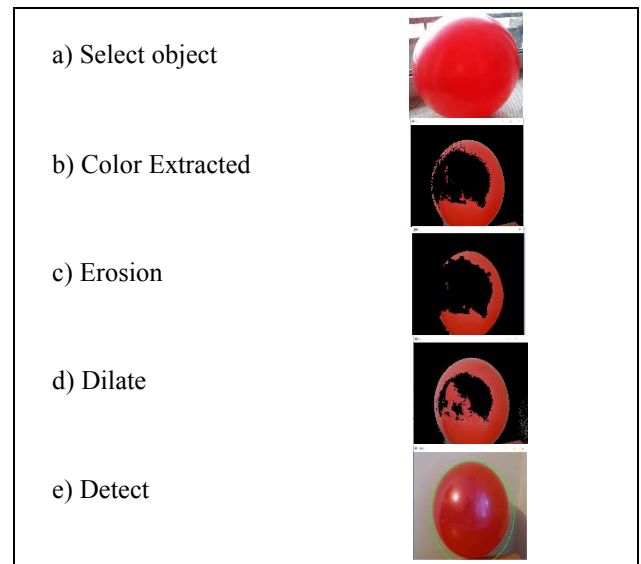 a) Select object
b) Color Extracted
c) Erosion
d) Dilate
e) Detect